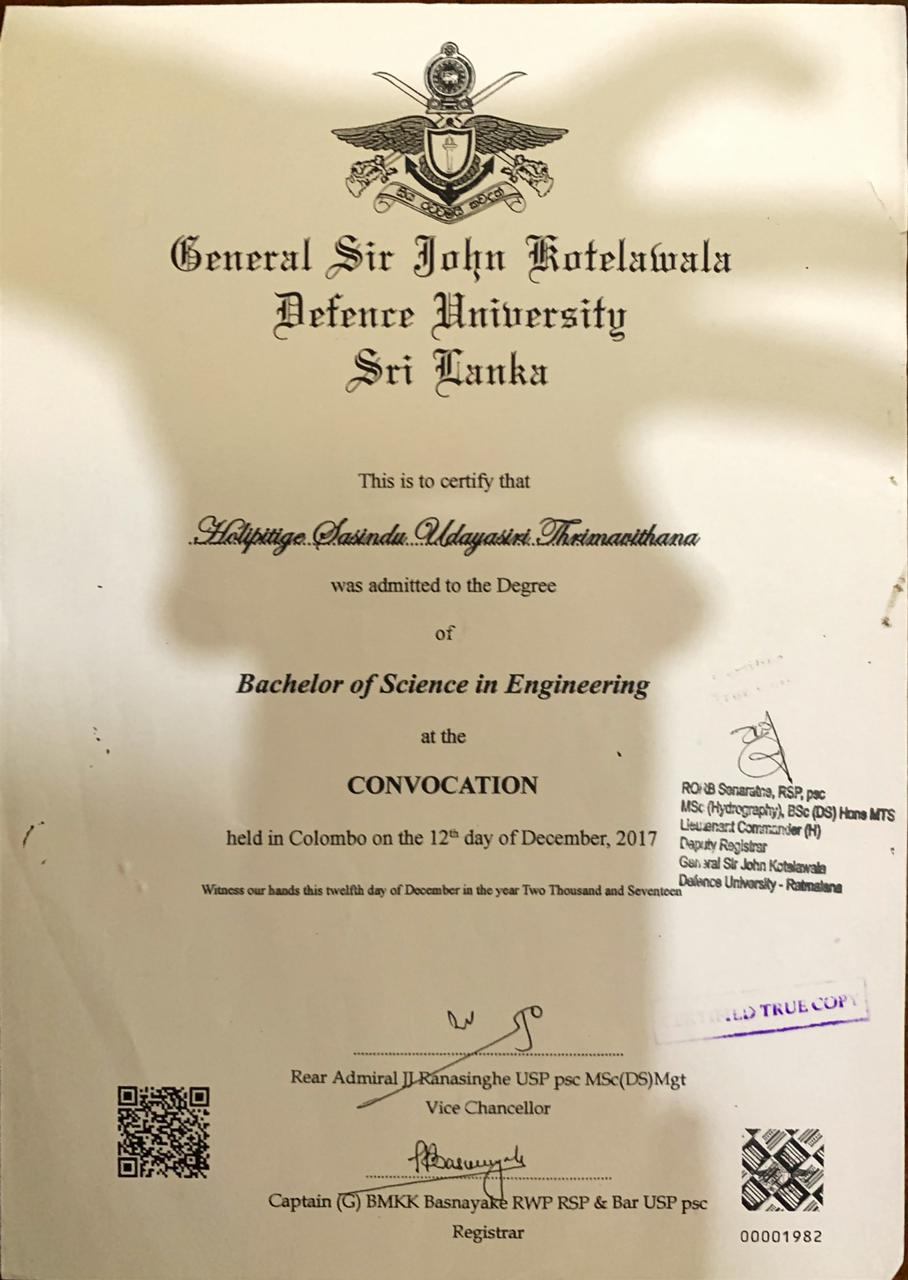 General Sir John Kotelawala
Defence University
Sri Lanka
This is to certify that
Holipitige Sasindu Udayasiri Thrimavithana
was admitted to the Degree
of
Bachelor of Science in Engineering
at the
CONVOCATION
held in Colombo on the 12th day of December, 2017
Witness our hands this twelfth day of December in the year Two Thousand and Seventeen
RORB Senaratne, RSP, psc
MSc (Hydrography), BSc (DS) Hons MTS
Lieutenant Commander (H)
Deputy Registrar
General Sir John Kotelawala
Defence University - Ratmalana
CERTIFIED TRUE COPY
Rear Admiral JJ Ranasinghe USP psc MSc(DS)Mgt
Vice Chancellor
Captain (G) BMKK Basnayake RWP RSP & Bar USP psc
Registrar
00001982